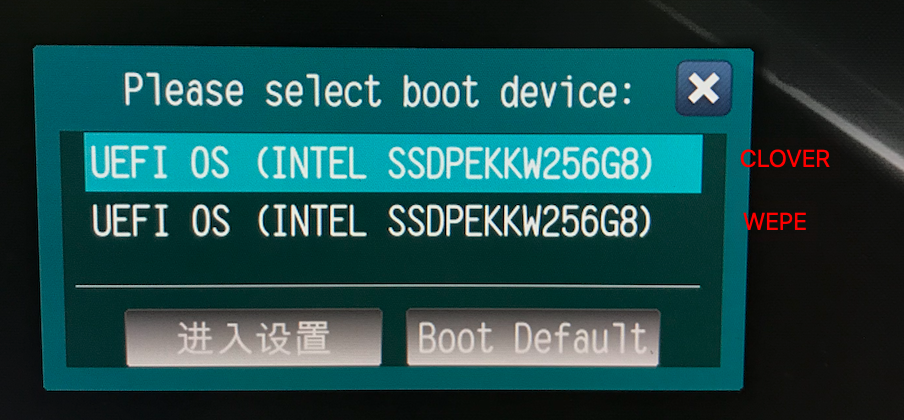 Please select boot device:
UEFI OS (INTEL SSDPEKKW256G8)
CLOVER
UEFI OS (INTEL SSDPEKKW256G8)
WEPE
进入设置
Boot Default